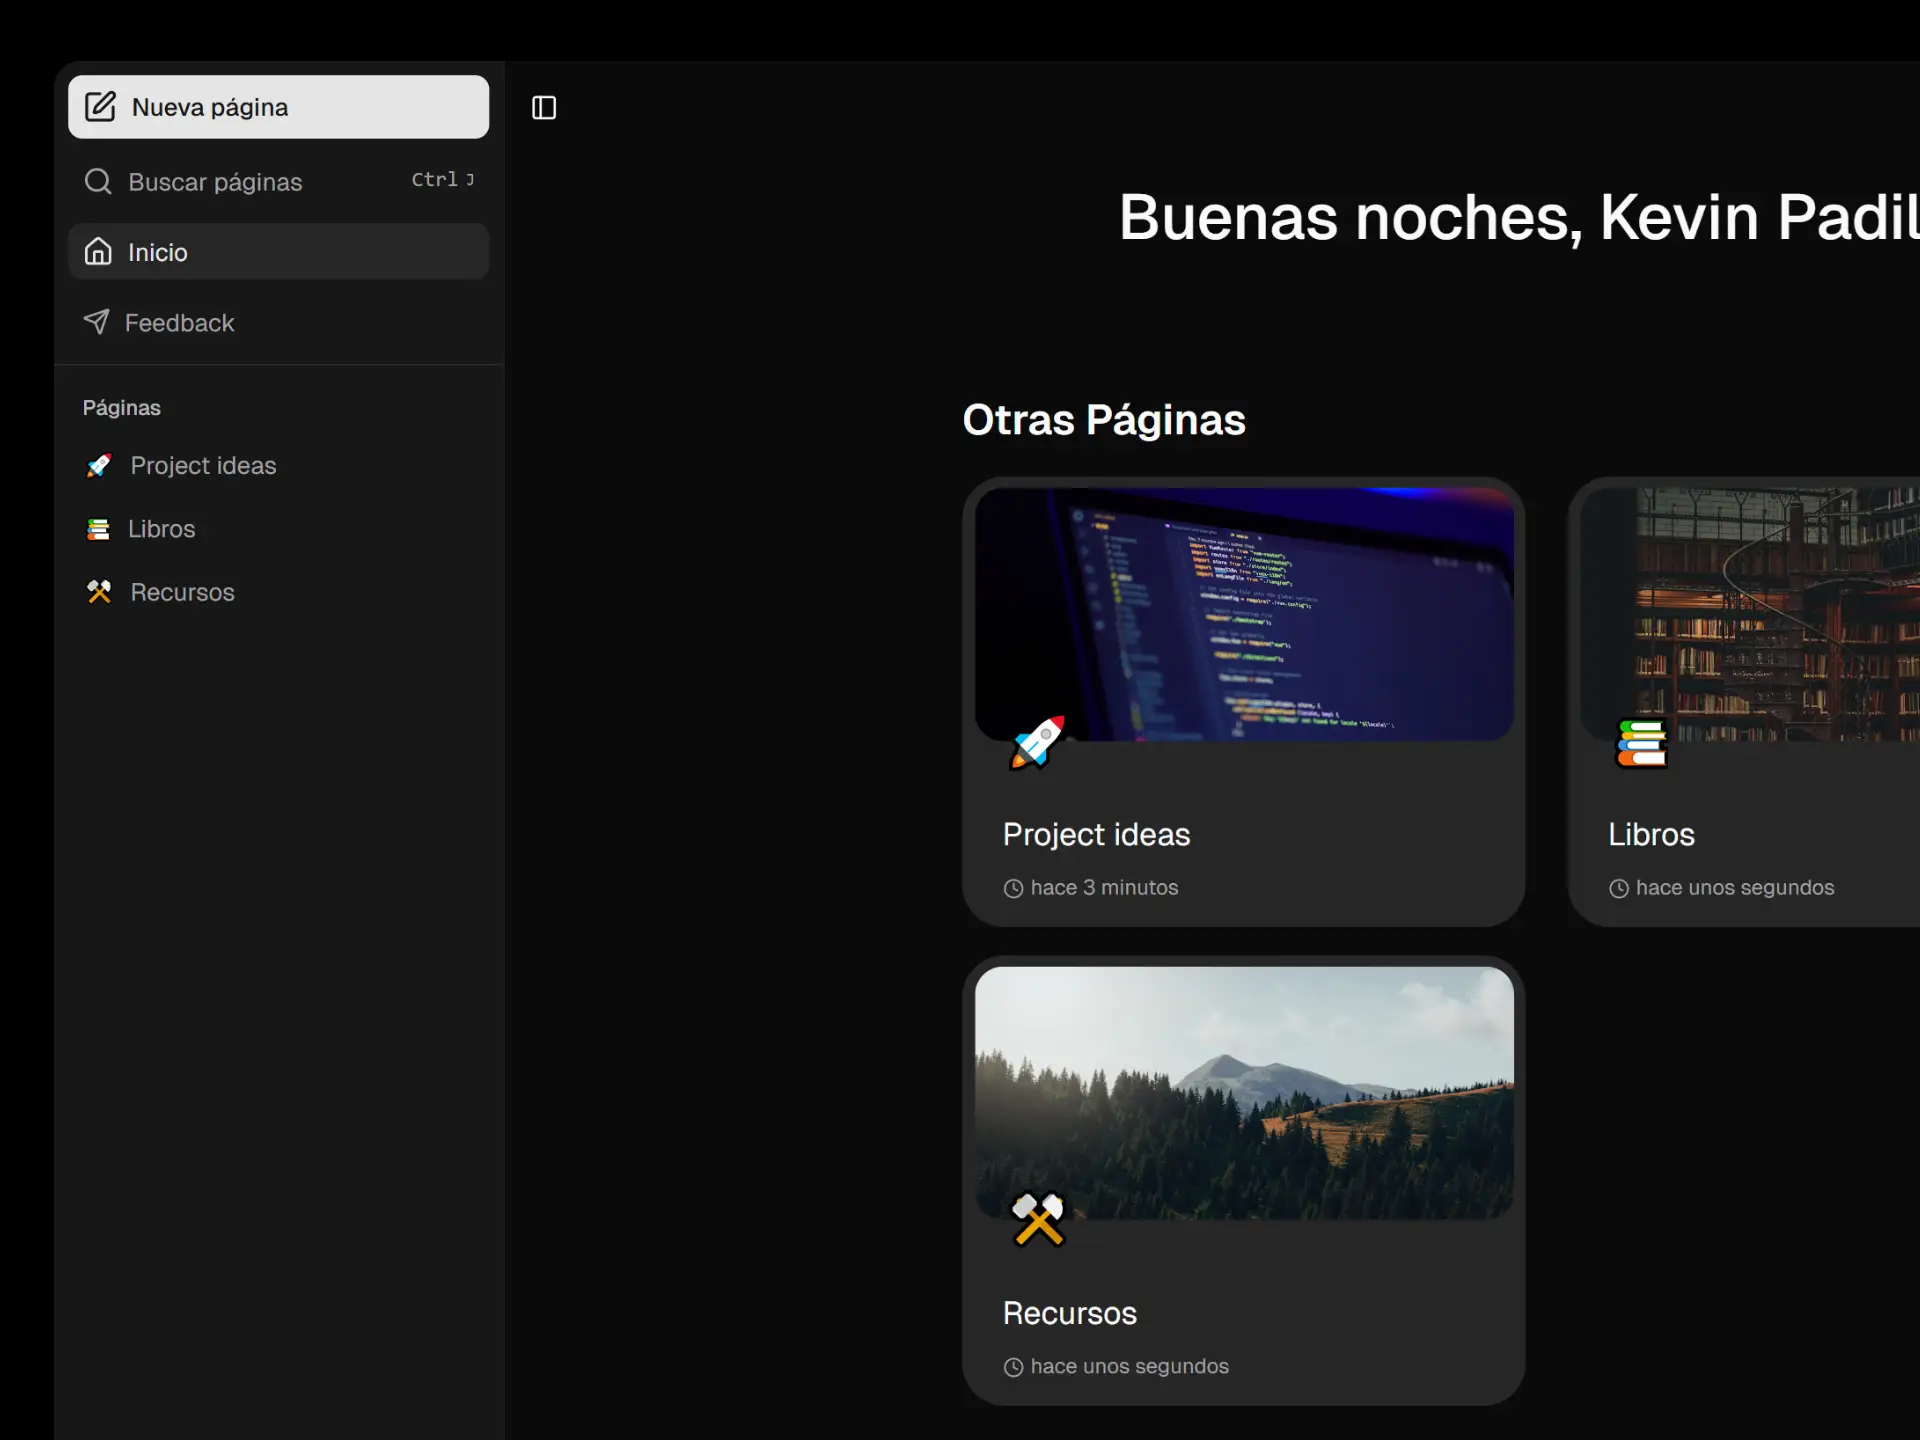 Nueva página
Buscar páginas Ctrl J
Inicio
Feedback
Páginas
Project ideas
Libros
Recursos
Buenas noches, Kevin Padil
Otras Páginas
Project ideas
hace 3 minutos
Libros
hace unos segundos
Recursos
hace unos segundos